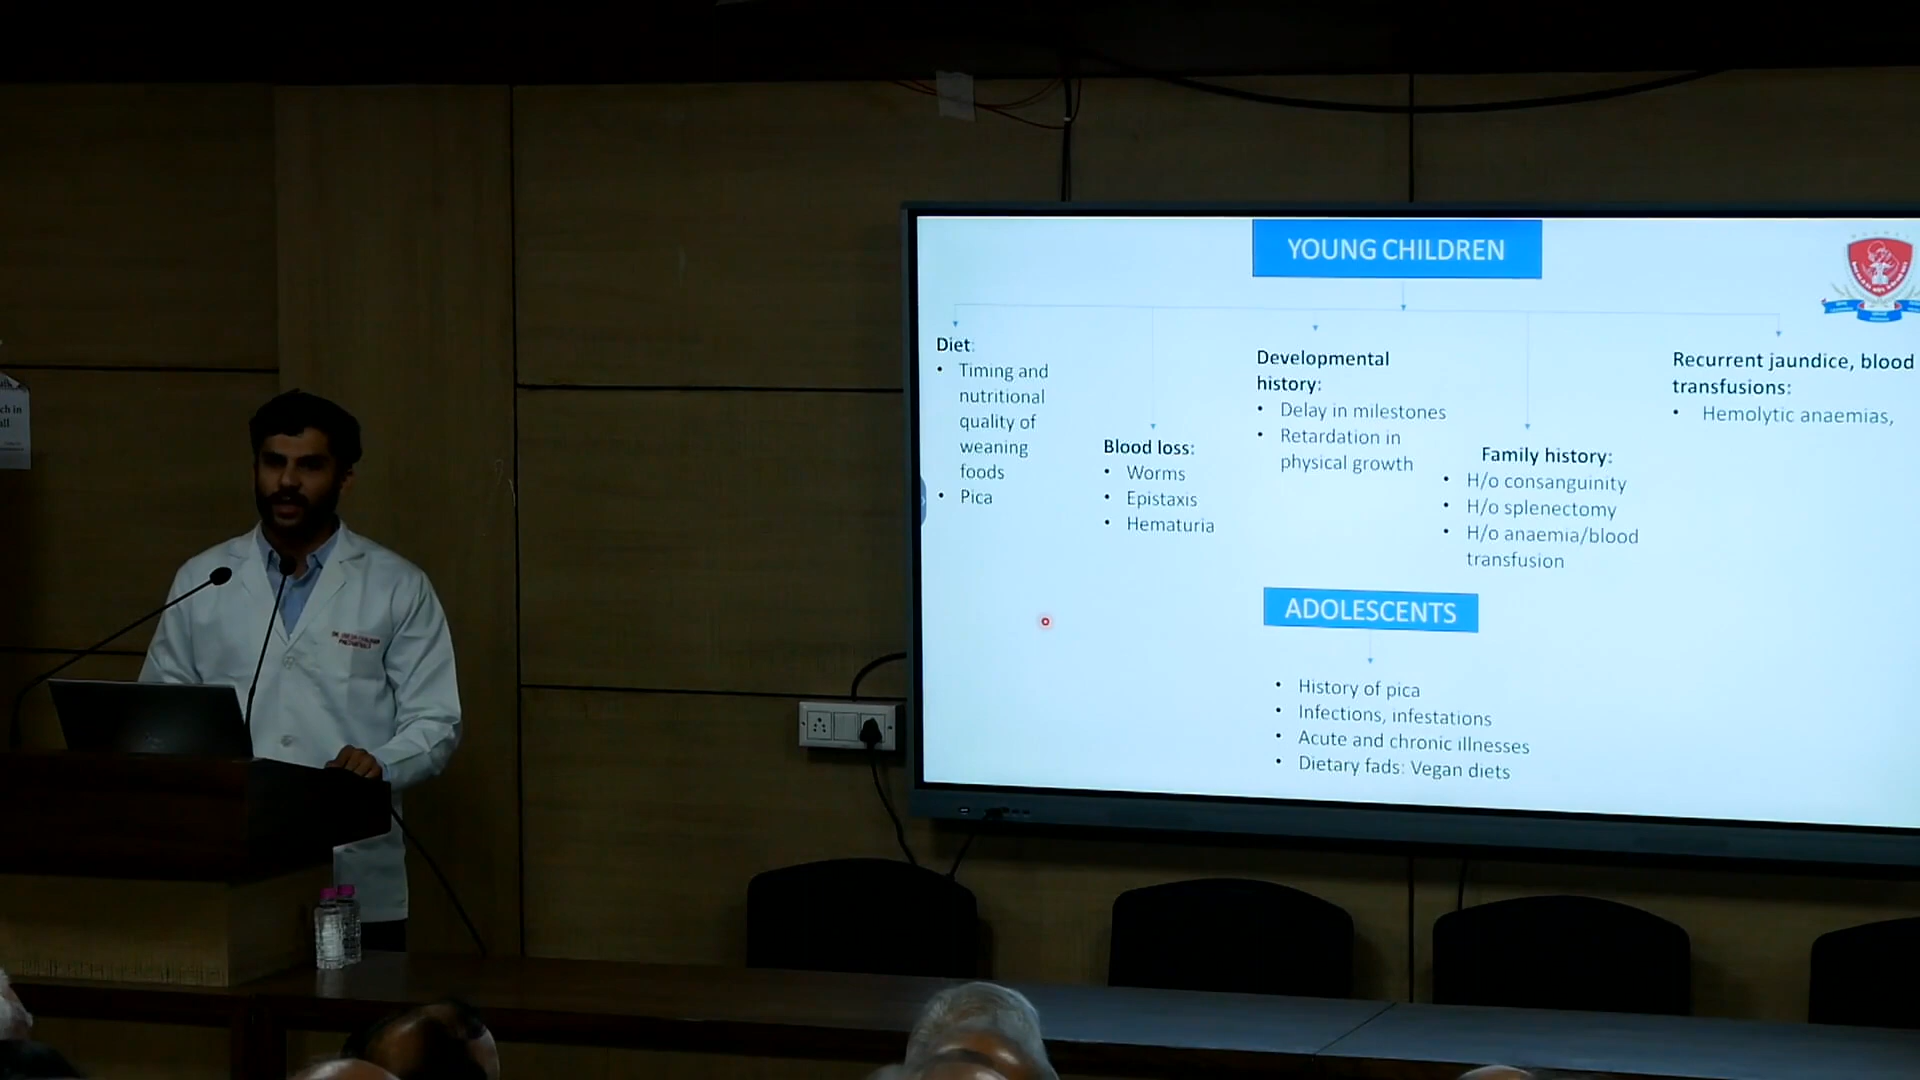 YOUNG CHILDREN
Diet:
• Timing and
nutritional
quality of
weaning
foods
• Pica
Blood loss:
• Worms
• Epistaxis
• Hematuria
Developmental
history:
• Delay in milestones
• Retardation in
physical growth
Family history:
• H/o consanguinity
• H/o splenectomy
• H/o anaemia/blood
transfusion
Recurrent jaundice, blood
transfusions:
• Hemolytic anaemias,
ADOLESCENTS
• History of pica
• Infections, infestations
• Acute and chronic illnesses
• Dietary fads: Vegan diets
ch in